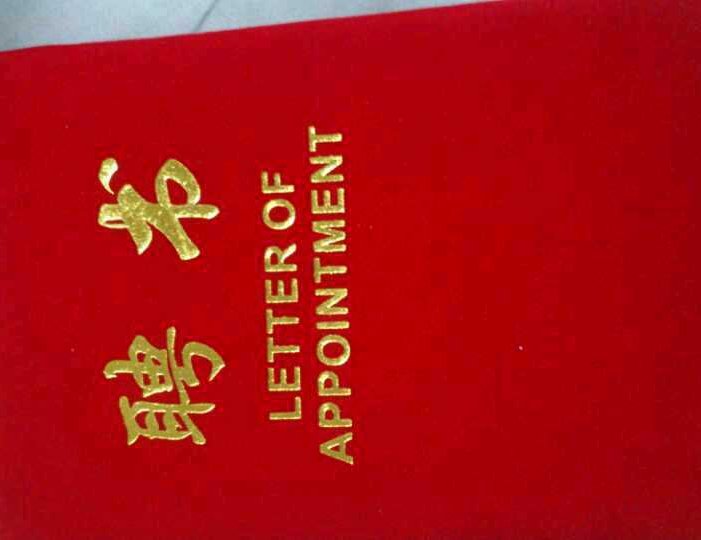 聘书
LETTER OF
APPOINTMENT